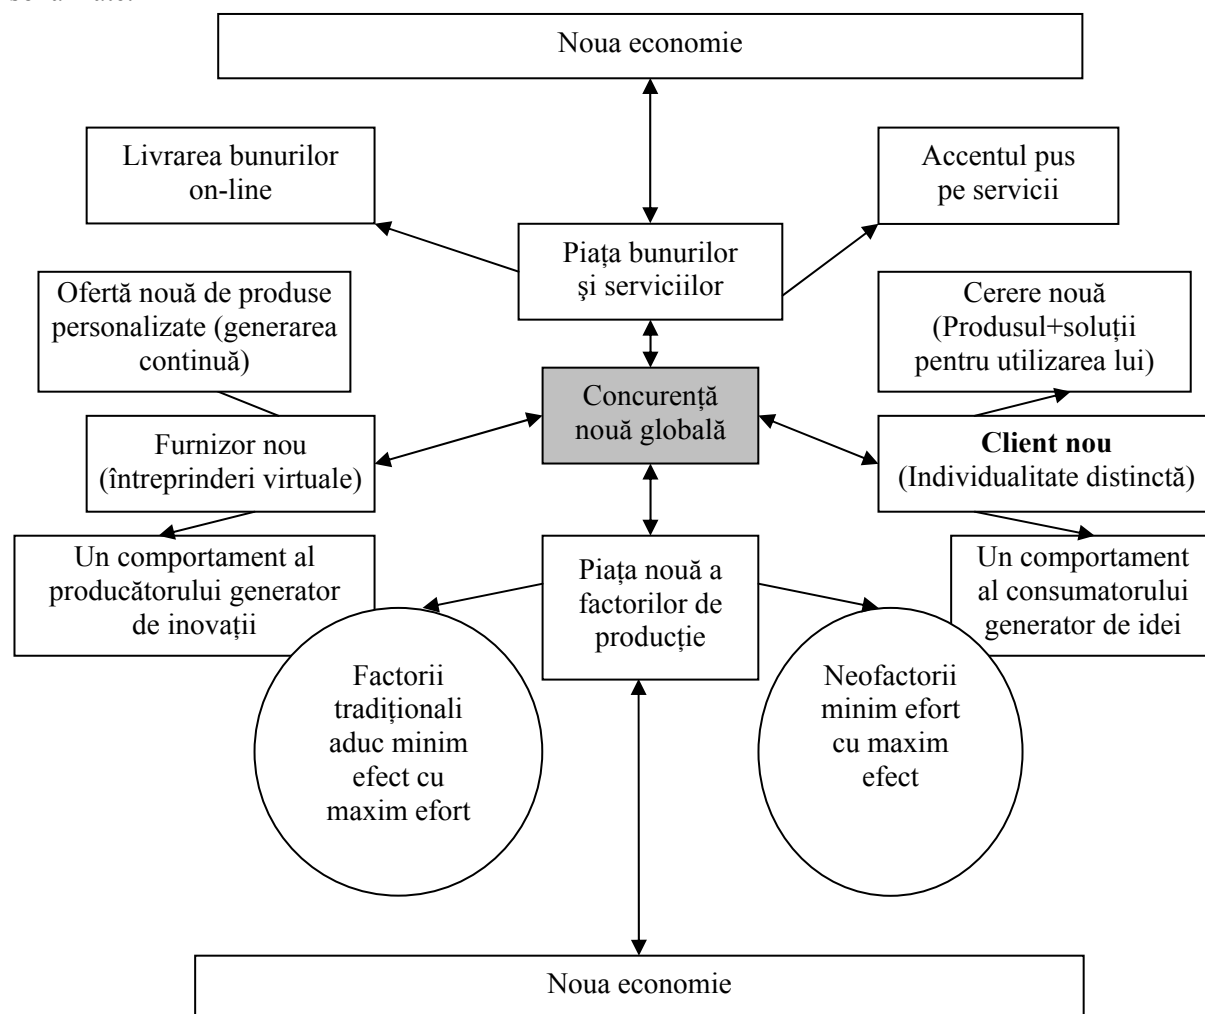 Noua economie
Livrarea bunurilor
on-line
Accentul pus
pe servicii
Piața bunurilor
şi serviciilor
Ofertă nouă de produse
personalizate (generarea
continuă)
Cerere nouă
(Produsul+soluții
pentru utilizarea lui)
Concurență
nouă globală
Furnizor nou
(întreprinderi virtuale)
Client nou
(Individualitate distinctă)
Un comportament al
producătorului generator
de inovații
Piața nouă a
factorilor de
producție
Un comportament
al consumatorului
generator de idei
Factorii
tradiționali
aduc minim
efect cu
maxim efort
Neofactorii
minim efort
cu maxim
efect
Noua economie